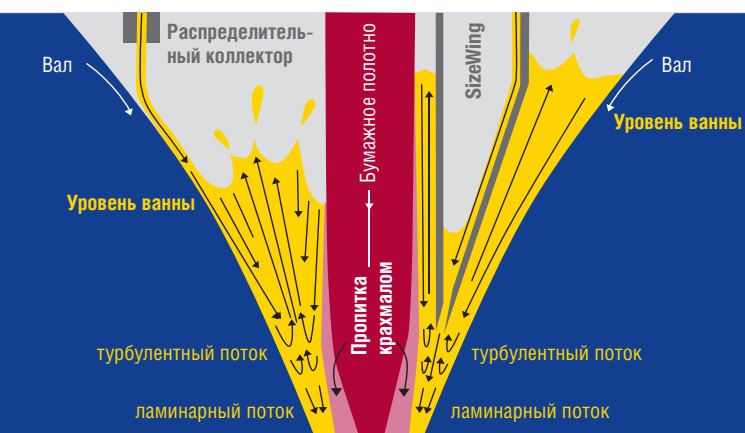 Распределитель-
ный коллектор
Вал
Уровень ванны
Бумажное полотно
Пропитка
крахмалом
SizeWing
Вал
Уровень ванны
турбулентный поток
ламинарный поток
турбулентный поток
ламинарный поток